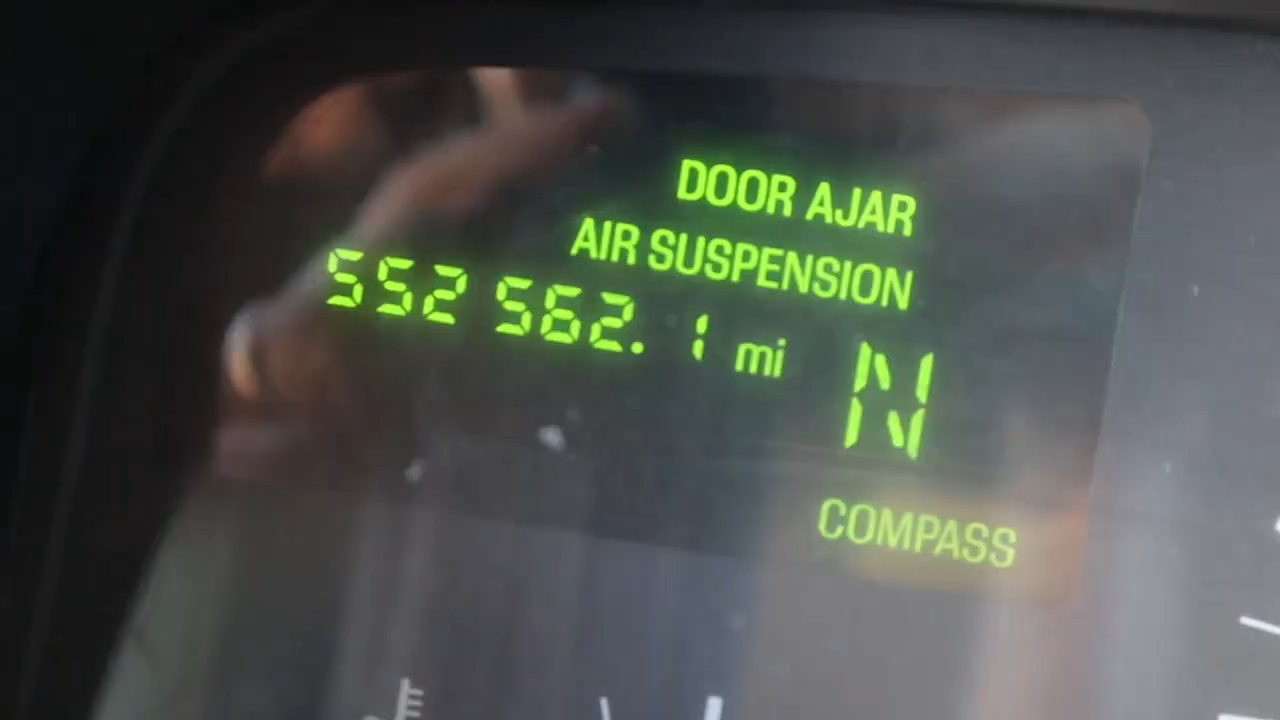 DOOR AJAR
AIR SUSPENSION
552 562.1 mi
N
COMPASS